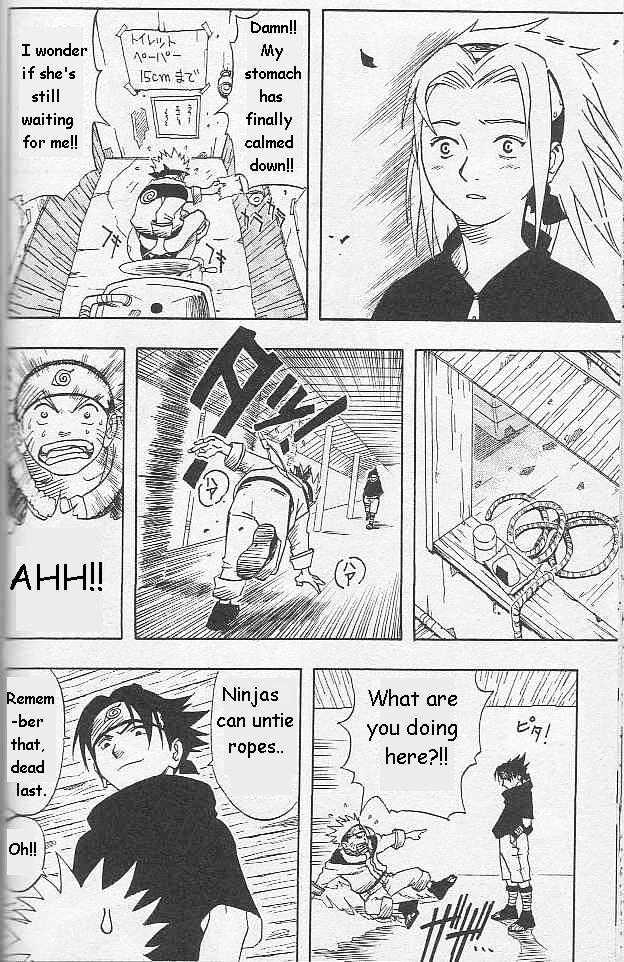 Damn!!
My
stomach
has
finally
calmed
down!!
I wonder
if she's
still
waiting
for me!!
トイレット
ペーパー
15cmまで
ダッ!
AHH!!
What are
you doing
here?!!
ピタ!
Ninjas
can untie
ropes..
Remem
-ber
that,
dead
last.
Oh!!